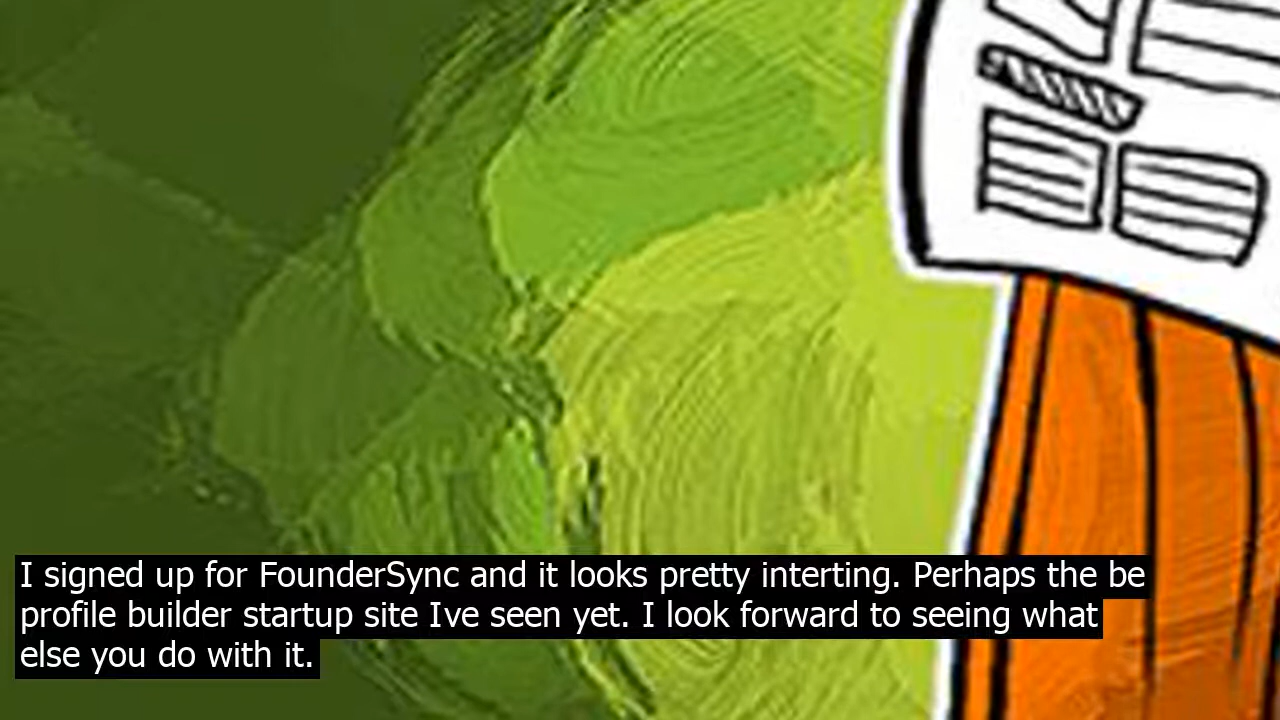 I signed up for FounderSync and it looks pretty interting. Perhaps the be
profile builder startup site Ive seen yet. I look forward to seeing what
else you do with it.